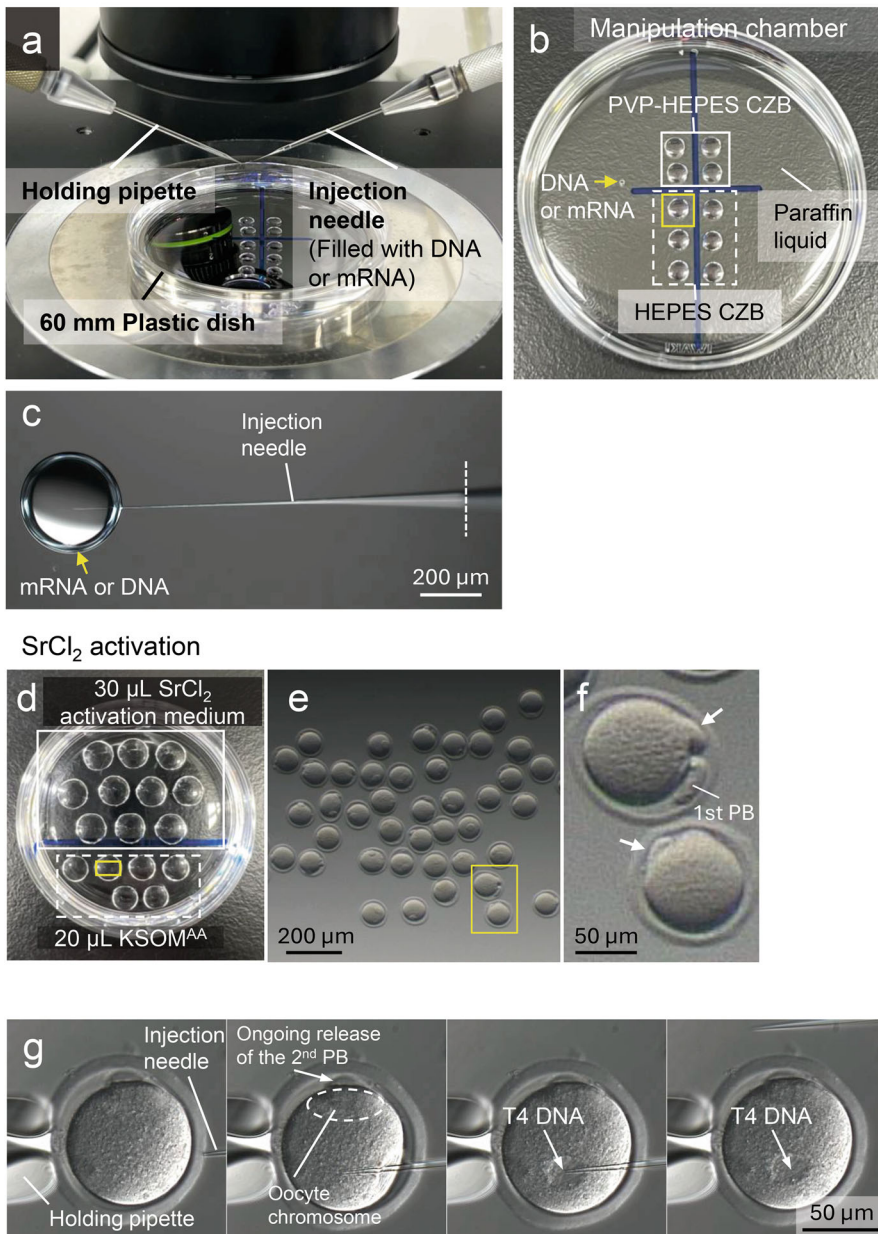 a
Holding pipette
Injection
needle
(Filled with DNA
or mRNA)
60 mm Plastic dish
b
Manipulation chamber
PVP-HEPES CZB
DNA
or mRNA
Paraffin
liquid
HEPES CZB
IWAKI
c
Injection
needle
mRNA or DNA
200 µm
SrCl₂ activation
d
30 µL SrCl₂
activation medium
20 µL KSOMᴬᴬ
e
200 µm
f
1st PB
50 µm
g
Injection
needle
Holding pipette
Ongoing release
of the 2ⁿᵈ PB
Oocyte
chromosome
T4 DNA
T4 DNA
50 µm